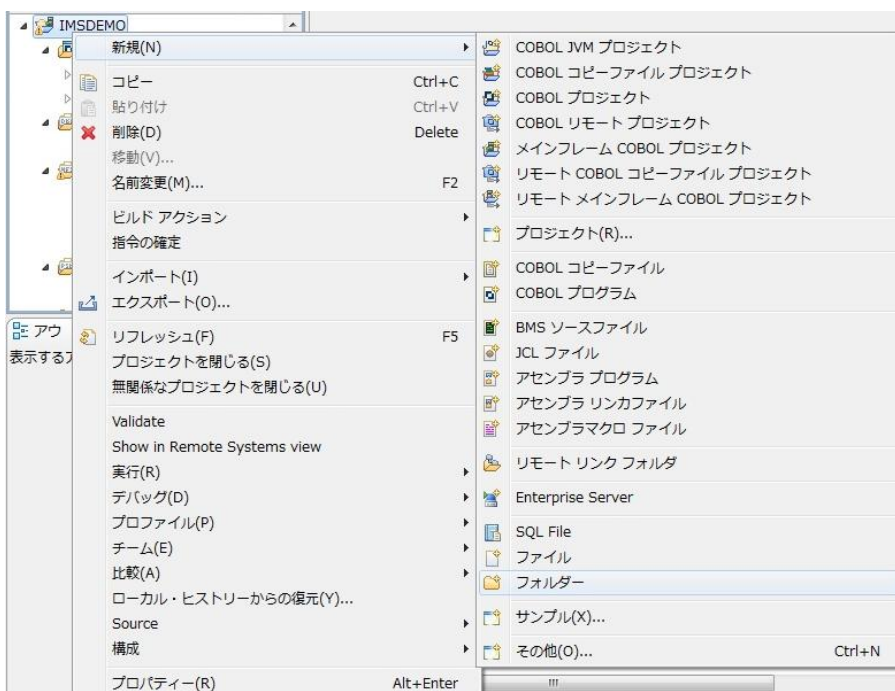 IMSDEMO
新規(N)
コピー Ctrl+C
貼り付け Ctrl+V
削除(D) Delete
移動(V)...
名前変更(M)... F2
ビルド アクション
指令の確定
インポート(I)
エクスポート(O)...
リフレッシュ(F) F5
プロジェクトを閉じる(S)
無関係なプロジェクトを閉じる(U)
Validate
Show in Remote Systems view
実行(R)
デバッグ(D)
プロファイル(P)
チーム(E)
比較(A)
ローカル・ヒストリーからの復元(Y)...
Source
構成
プロパティー(R) Alt+Enter
アウ
表示するア
COBOL JVM プロジェクト
COBOL コピーファイル プロジェクト
COBOL プロジェクト
COBOL リモート プロジェクト
メインフレーム COBOL プロジェクト
リモート COBOL コピーファイル プロジェクト
リモート メインフレーム COBOL プロジェクト
プロジェクト(R)...
COBOL コピーファイル
COBOL プログラム
BMS ソースファイル
JCL ファイル
アセンブラ プログラム
アセンブラ リンカファイル
アセンブラマクロ ファイル
リモート リンク フォルダ
Enterprise Server
SQL File
ファイル
フォルダー
サンプル(X)...
その他(O)... Ctrl+N